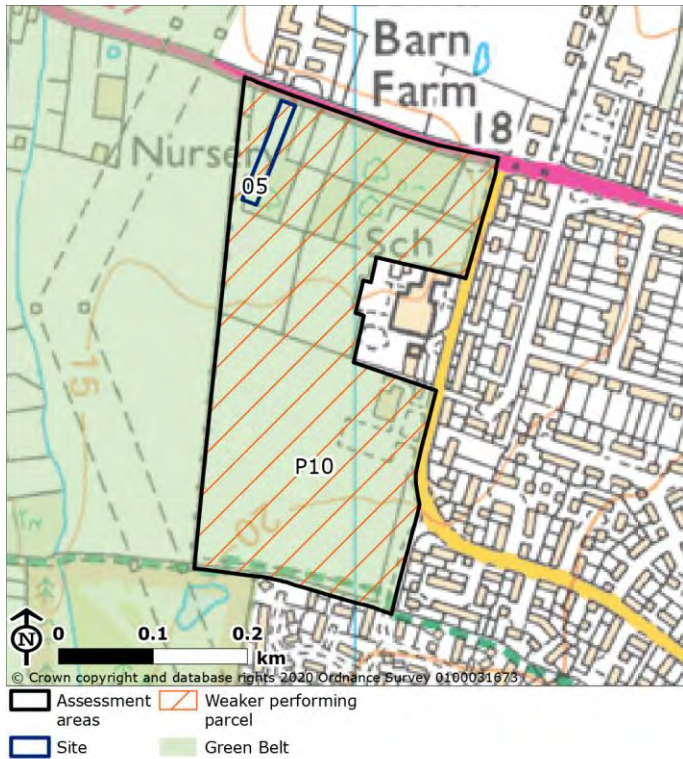 Barn
Farm
18
Nursery
05
Sch
15
P10
20
N
0 0.1 0.2
km
© Crown copyright and database rights 2020 Ordnance Survey 0100031673
Assessment areas
Weaker performing parcel
Site
Green Belt